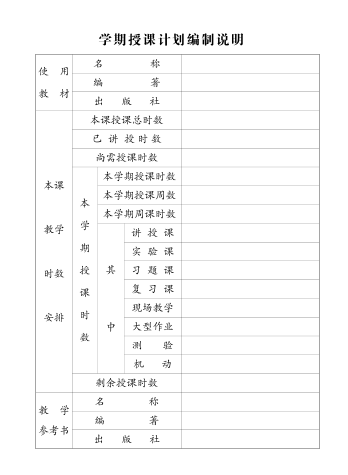 学期授课计划编制说明
使 用
教 材
名 称
编 著
出 版 社
本课
教学
时数
安排
本课授课总时数
已 讲 授 时 数
尚需授课时数
本学期授课时数
本学期授课时数
本学期授课周数
本学期周课时数
其中
讲 授 课
实 验 课
习 题 课
复 习 课
现场教学
大型作业
测 验
机 动
剩余授课时数
教 学
参考书
名 称
编 著
出 版 社